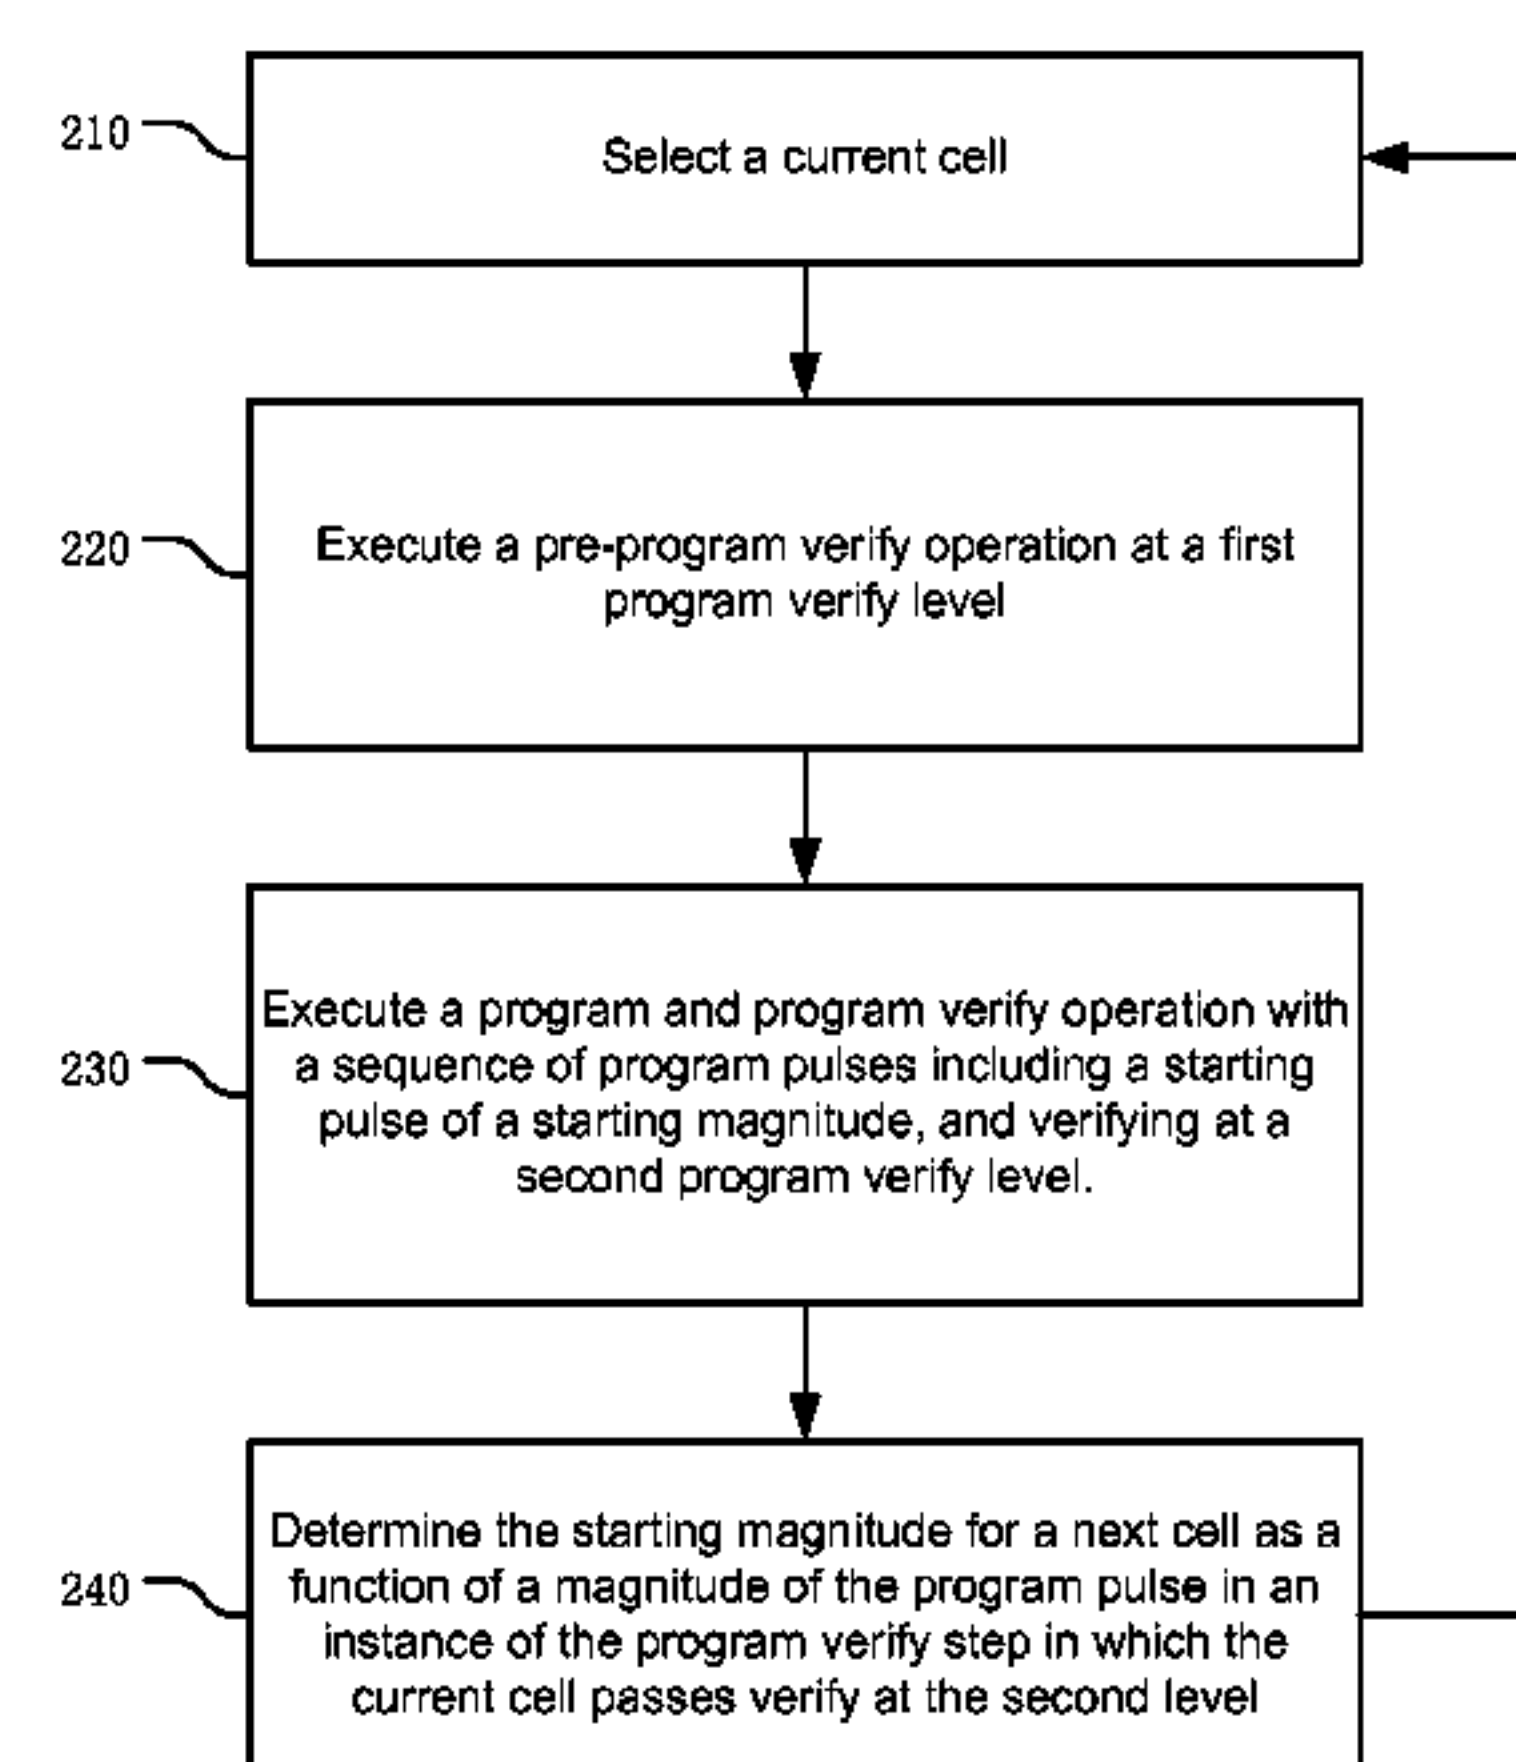 210
Select a current cell
220
Execute a pre-program verify operation at a first
program verify level
230
Execute a program and program verify operation with
a sequence of program pulses including a starting
pulse of a starting magnitude, and verifying at a
second program verify level.
240
Determine the starting magnitude for a next cell as a
function of a magnitude of the program pulse in an
instance of the program verify step in which the
current cell passes verify at the second level